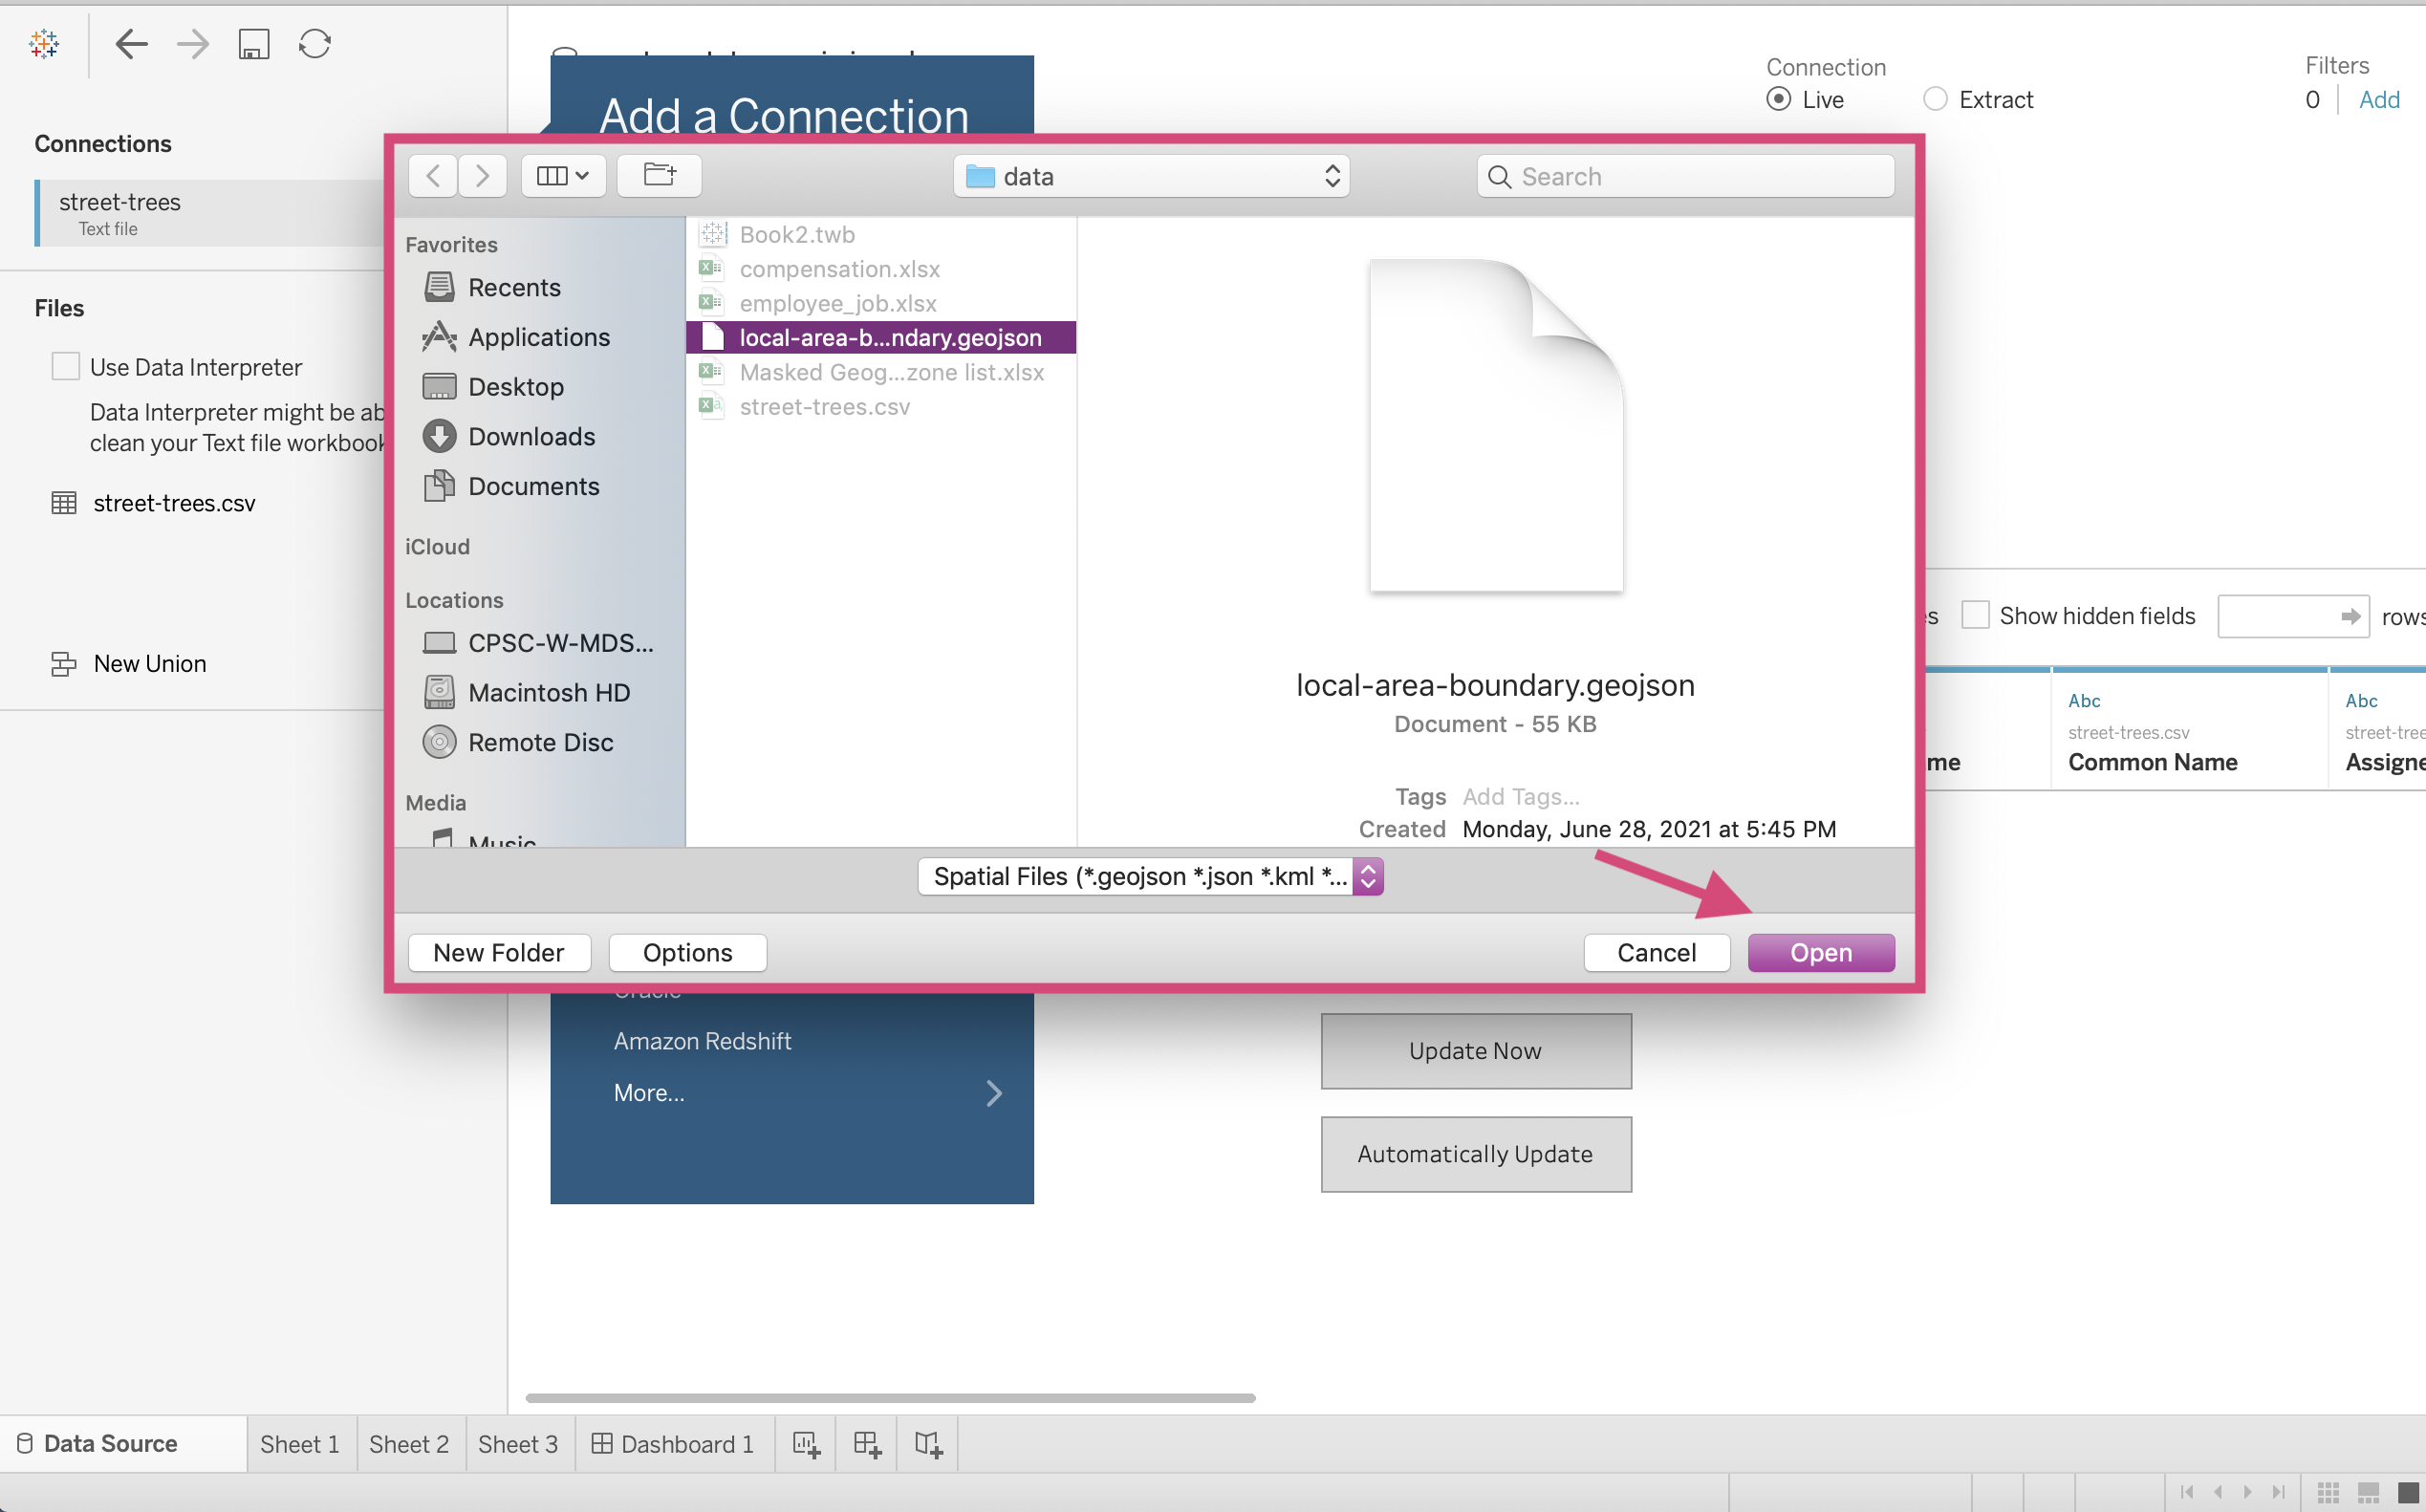 Connection
Filters
Live
Extract
0
Add
Add a Connection
Connections
street-trees
Text file
Files
Use Data Interpreter
Data Interpreter might be ab
clean your Text file workbook
street-trees.csv
New Union
data
Search
Favorites
Recents
Applications
Desktop
Downloads
Documents
iCloud
Locations
CPSC-W-MDS...
Macintosh HD
Remote Disc
Media
Music
Book2.twb
compensation.xlsx
employee_job.xlsx
local-area-b...ndary.geojson
Masked Geog...zone list.xlsx
street-trees.csv
local-area-boundary.geojson
Document - 55 KB
Tags Add Tags...
Created Monday, June 28, 2021 at 5:45 PM
Spatial Files (*.geojson *.json *.kml *...
New Folder
Options
Cancel
Open
Show hidden fields
rows
Abc
street-trees.csv
Common Name
Abc
street-tree
Assigne
me
Oracle
Amazon Redshift
More...
Update Now
Automatically Update
Data Source
Sheet 1
Sheet 2
Sheet 3
Dashboard 1